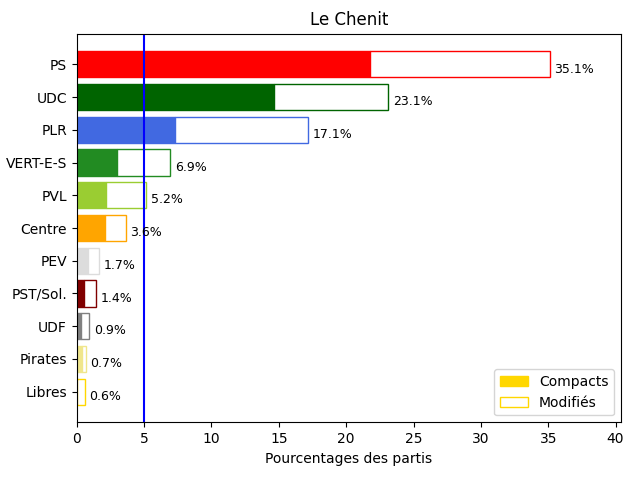 Le Chenit
PS
35.1%
UDC
23.1%
PLR
17.1%
VERT-E-S
6.9%
PVL
5.2%
Centre
3.6%
PEV
1.7%
PST/Sol.
1.4%
UDF
0.9%
Pirates
0.7%
Libres
0.6%
Compacts
Modifiés
0 5 10 15 20 25 30 35 40
Pourcentages des partis